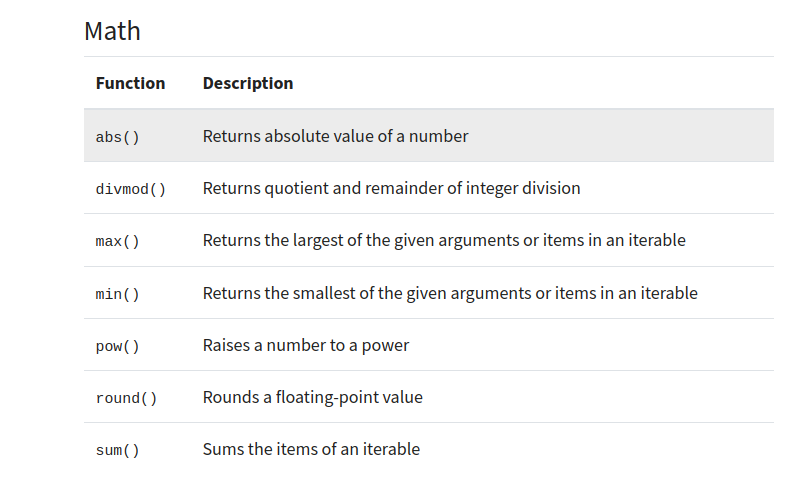 Math
Function Description
abs() Returns absolute value of a number
divmod() Returns quotient and remainder of integer division
max() Returns the largest of the given arguments or items in an iterable
min() Returns the smallest of the given arguments or items in an iterable
pow() Raises a number to a power
round() Rounds a floating-point value
sum() Sums the items of an iterable